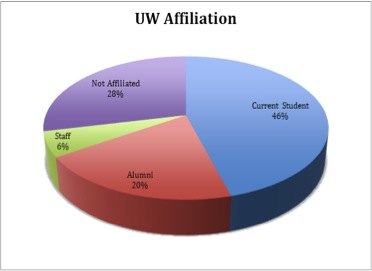 UW Affiliation
Not Affiliated
28%
Current Student
46%
Staff
6%
Alumni
20%